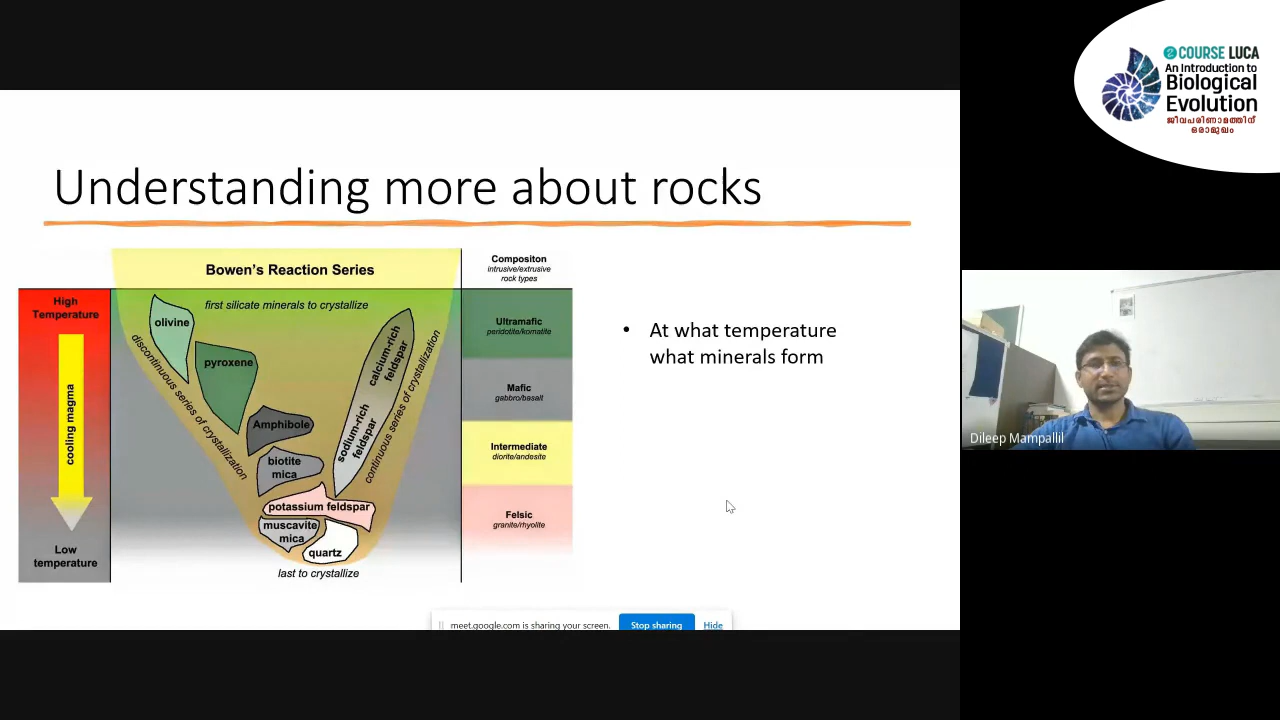 Understanding more about rocks
Bowen's Reaction Series
Compositon
intrusive/extrusive
rock types
High
Temperature
cooling magma
Low
temperature
first silicate minerals to crystallize
olivine
pyroxene
Amphibole
biotite
mica
potassium feldspar
muscavite
mica
quartz
last to crystallize
discontinuous series of crystallization
calcium-rich
feldspar
sodium-rich
feldspar
continuous series of crystallization
Ultramafic
peridotite/komatite
Mafic
gabbro/basalt
Intermediate
diorite/andesite
Felsic
granite/rhyolite
• At what temperature
what minerals form
meet.google.com is sharing your screen.
Stop sharing
Hide
COURSE LUCA
An Introduction to
Biological
Evolution
ജീവപരിണാമത്തിന്
ഒരാമുഖം
Dileep Mampallil